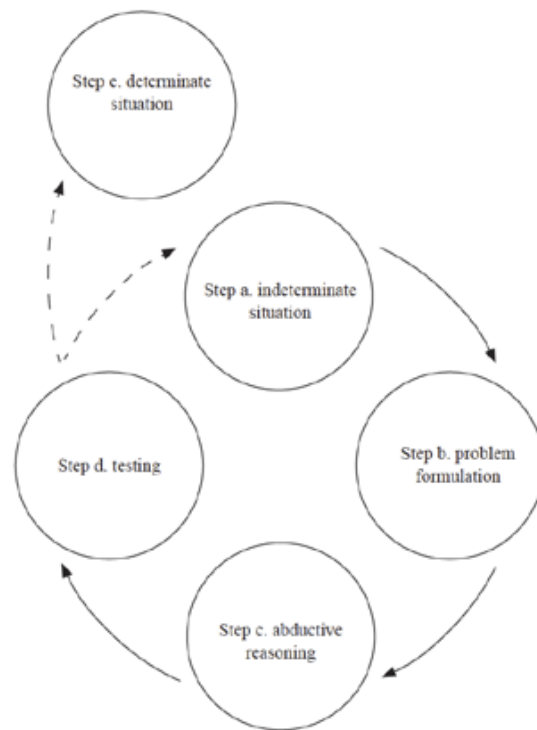 Step e. determinate
situation
Step a. indeterminate
situation
Step b. problem
formulation
Step c. abductive
reasoning
Step d. testing